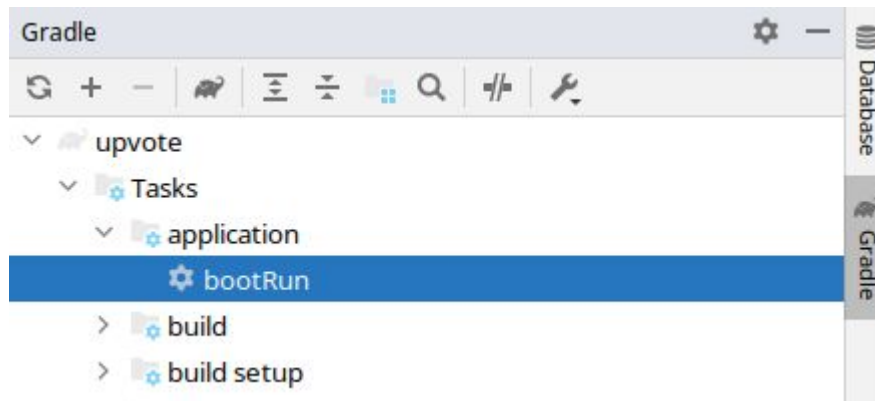 Gradle
upvote
Tasks
application
bootRun
build
build setup
Database
Gradle